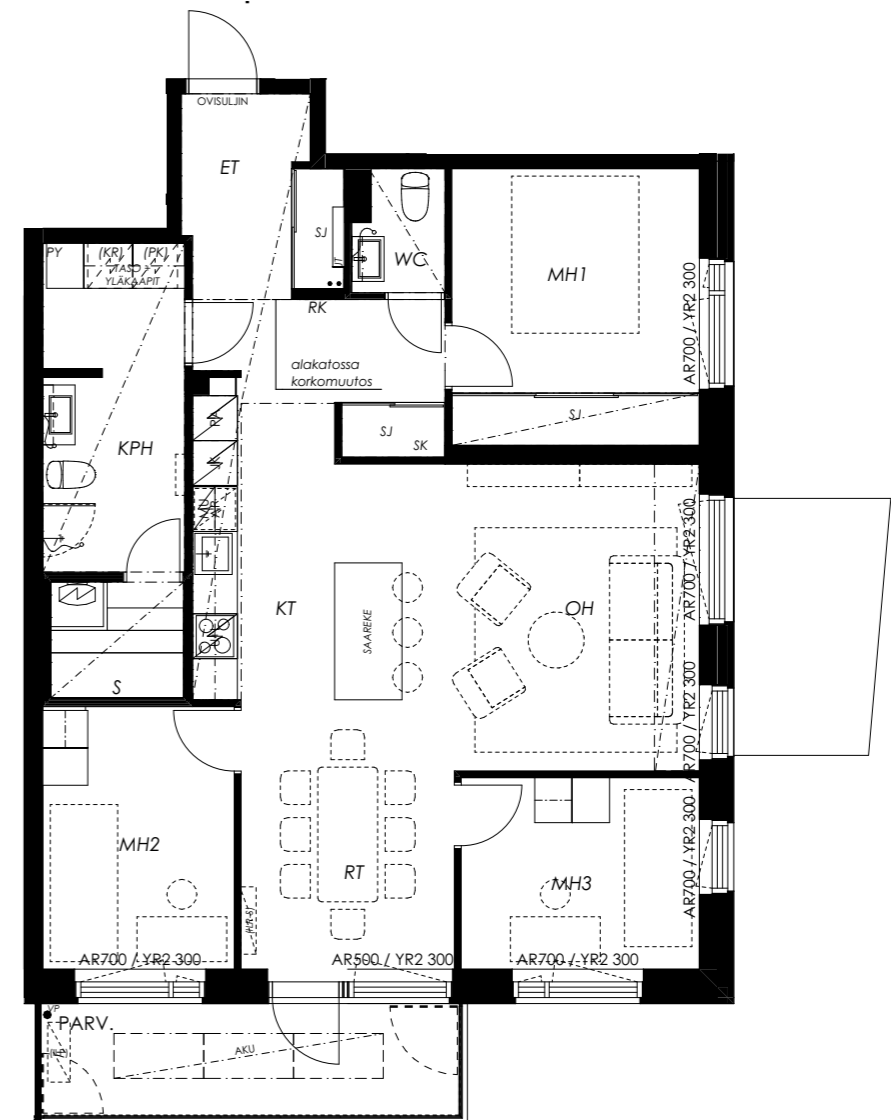 OVISULJIN
ET
SJ
JT
WC
MH1
AR700 / YR2 300
PY
(KR)
(PK)
TASO +
YLÄKAAPIT
RK
alakatossa
korkomuutos
SJ
SJ
SK
KPH
KT
SAAREKE
OH
AR700 / YR2 300
AR700 / YR2 300
S
MH2
RT
MH3
AR700 / YR2 300
AR700 / YR2 300
AR500 / YR2 300
AR700 / YR2 300
VP
PARV.
AKU